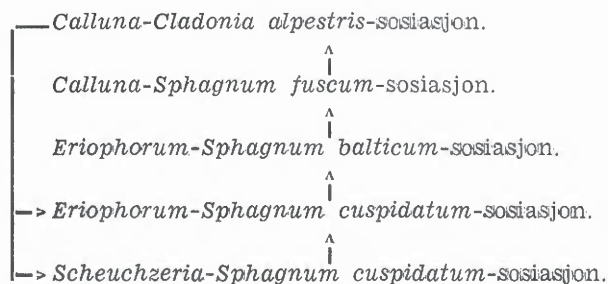 Calluna-Cladonia alpestris-sosiasjon.
Calluna-Sphagnum fuscum-sosiasjon.
Eriophorum-Sphagnum balticum-sosiasjon.
Eriophorum-Sphagnum cuspidatum-sosiasjon.
Scheuchzeria-Sphagnum cuspidatum-sosiasjon.